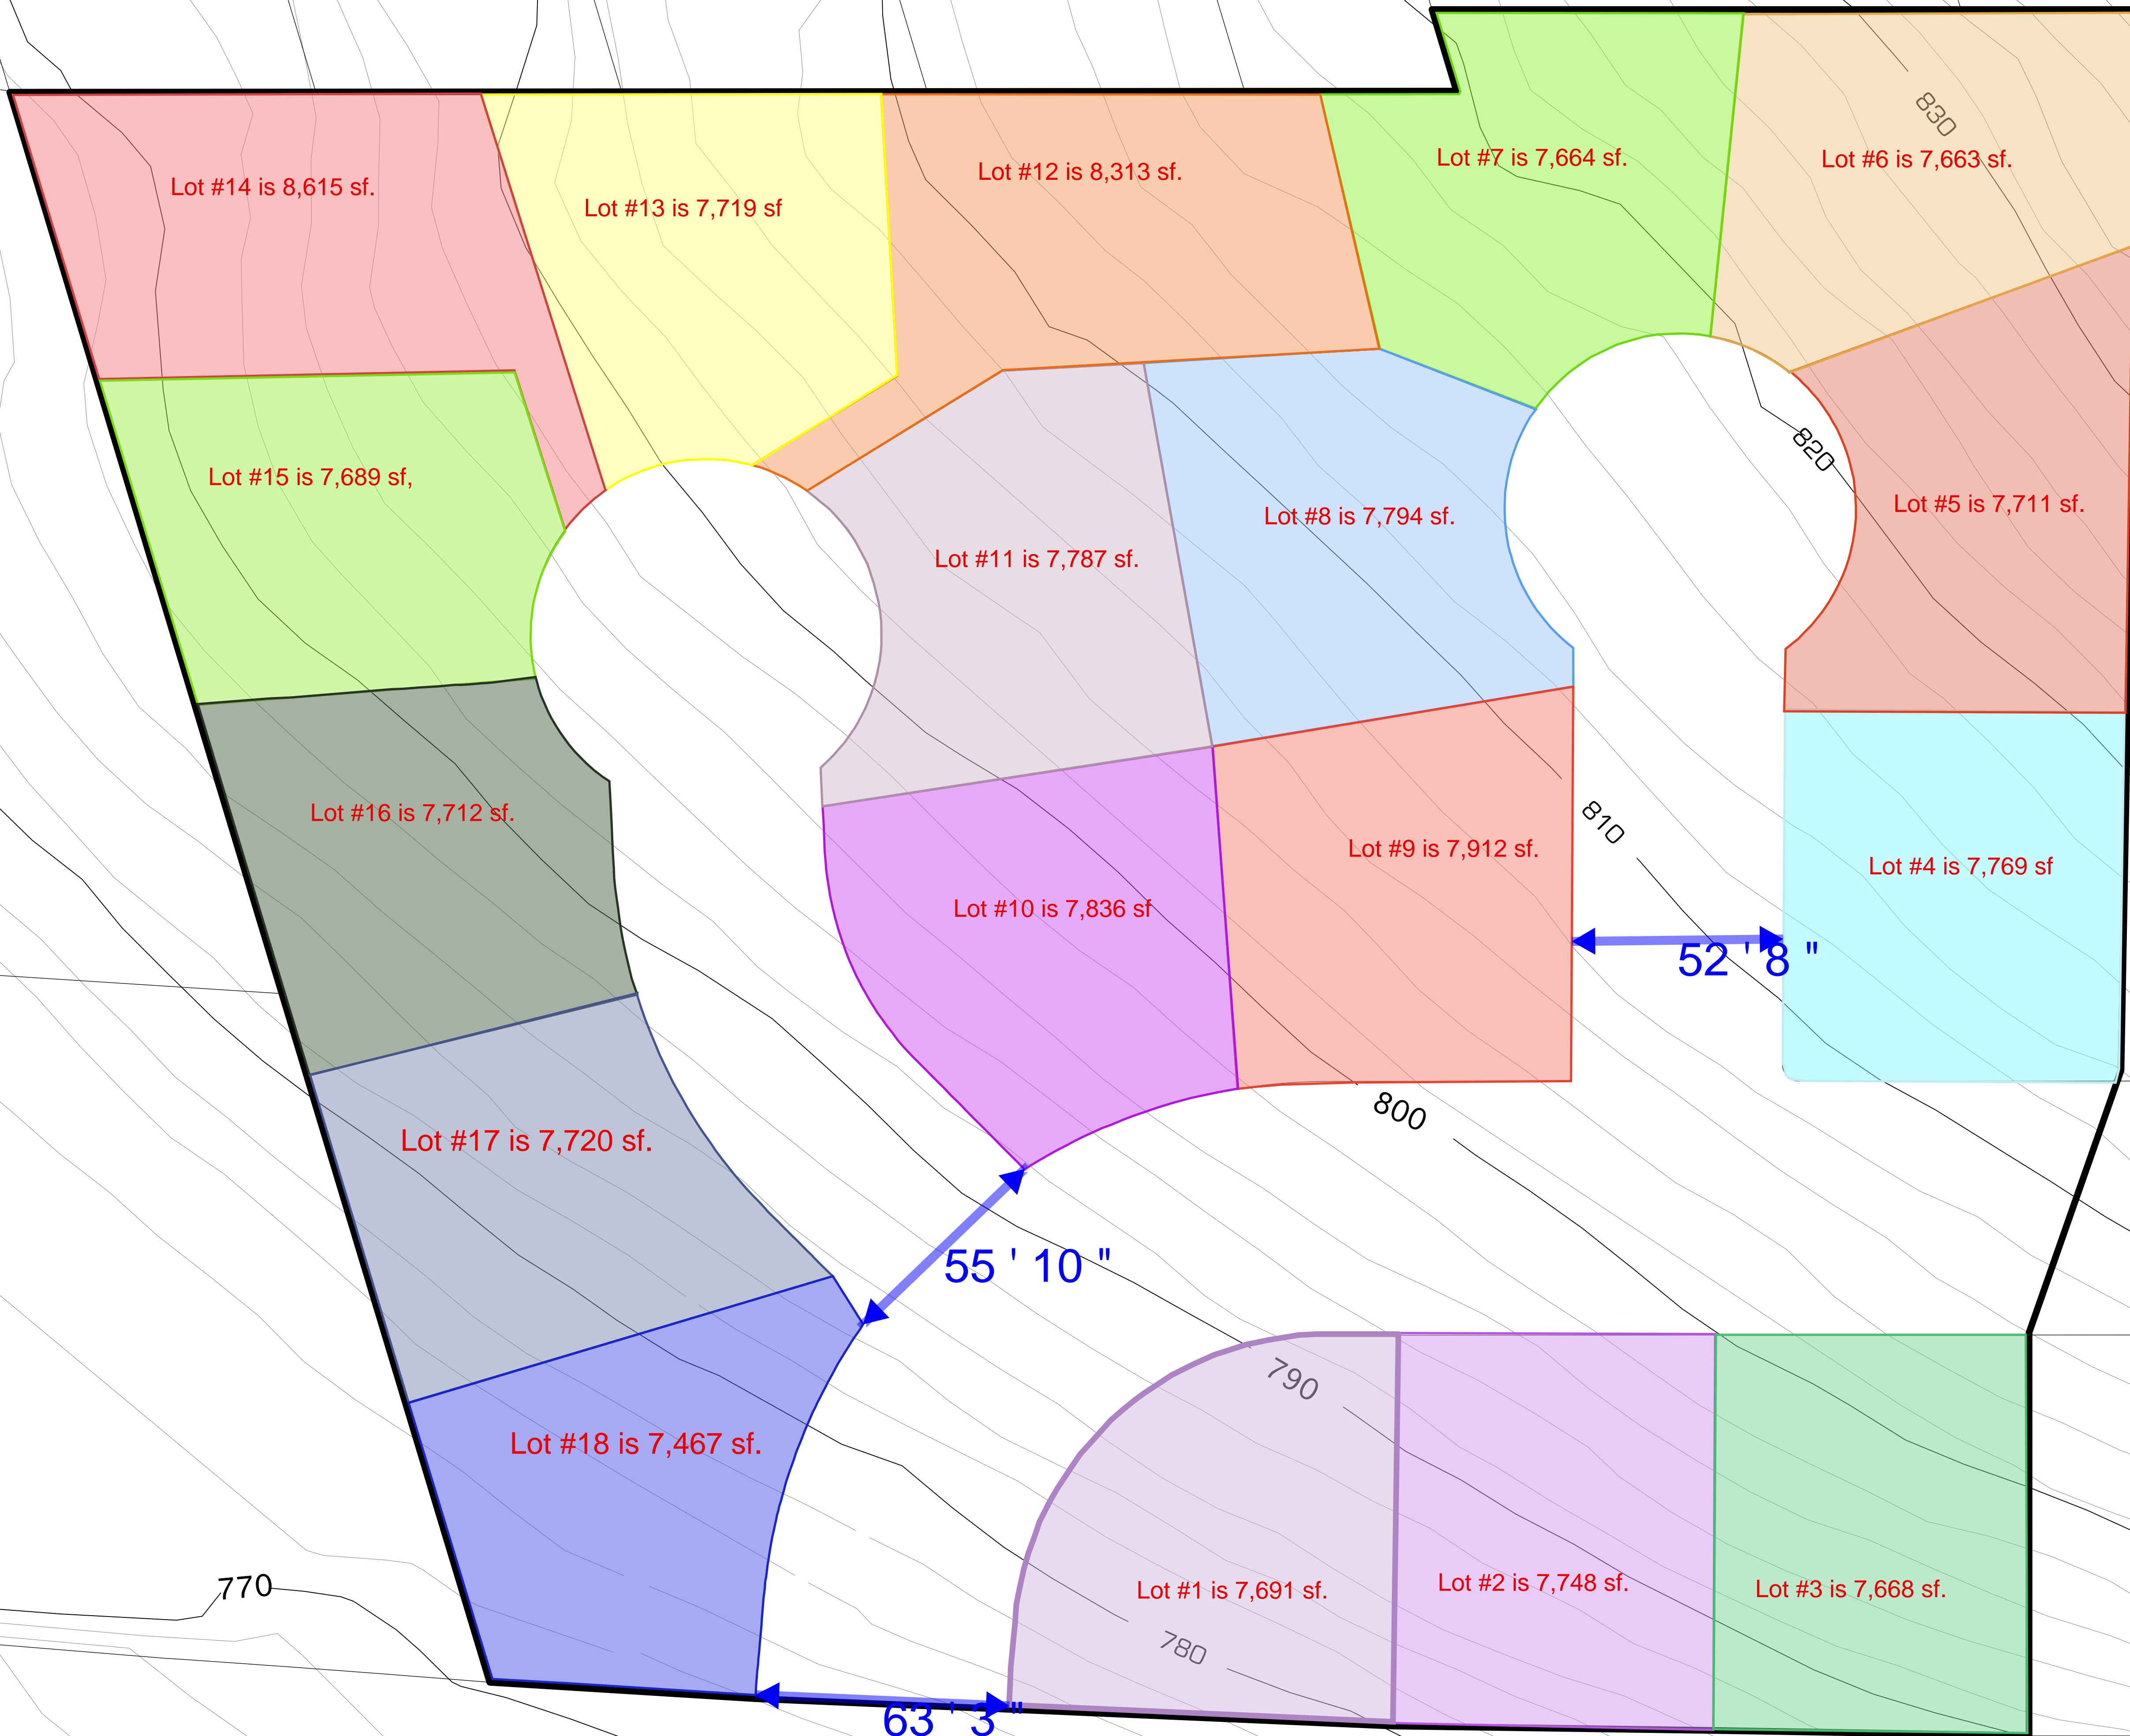 830
Lot #7 is 7,664 sf.
Lot #6 is 7,663 sf.
Lot #12 is 8,313 sf.
Lot #14 is 8,615 sf.
Lot #13 is 7,719 sf
820
Lot #15 is 7,689 sf,
Lot #5 is 7,711 sf.
Lot #8 is 7,794 sf.
Lot #11 is 7,787 sf.
Lot #16 is 7,712 sf.
810
Lot #9 is 7,912 sf.
Lot #4 is 7,769 sf
Lot #10 is 7,836 sf
52 ' 8 "
800
Lot #17 is 7,720 sf.
55 ' 10 "
790
Lot #18 is 7,467 sf.
770
Lot #1 is 7,691 sf.
Lot #2 is 7,748 sf.
Lot #3 is 7,668 sf.
780
63 ' 3 "